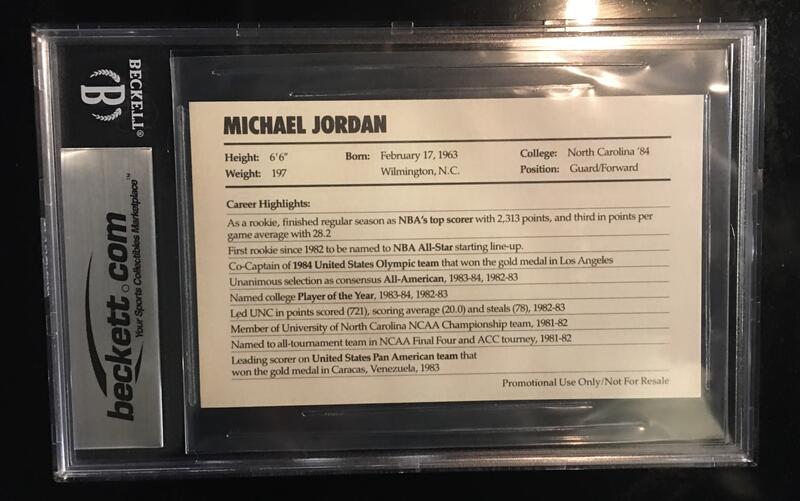 BECKETT®
B
beckett.com™
Your Sports Collectibles Marketplace
MICHAEL JORDAN
Height: 6'6" Born: February 17, 1963 College: North Carolina '84
Weight: 197 Wilmington, N.C. Position: Guard/Forward
Career Highlights:
As a rookie, finished regular season as NBA's top scorer with 2,313 points, and third in points per
game average with 28.2
First rookie since 1982 to be named to NBA All-Star starting line-up.
Co-Captain of 1984 United States Olympic team that won the gold medal in Los Angeles
Unanimous selection as consensus All-American, 1983-84, 1982-83
Named college Player of the Year, 1983-84, 1982-83
Led UNC in points scored (721), scoring average (20.0) and steals (78), 1982-83
Member of University of North Carolina NCAA Championship team, 1981-82
Named to all-tournament team in NCAA Final Four and ACC tourney, 1981-82
Leading scorer on United States Pan American team that
won the gold medal in Caracas, Venezuela, 1983
Promotional Use Only/Not For Resale